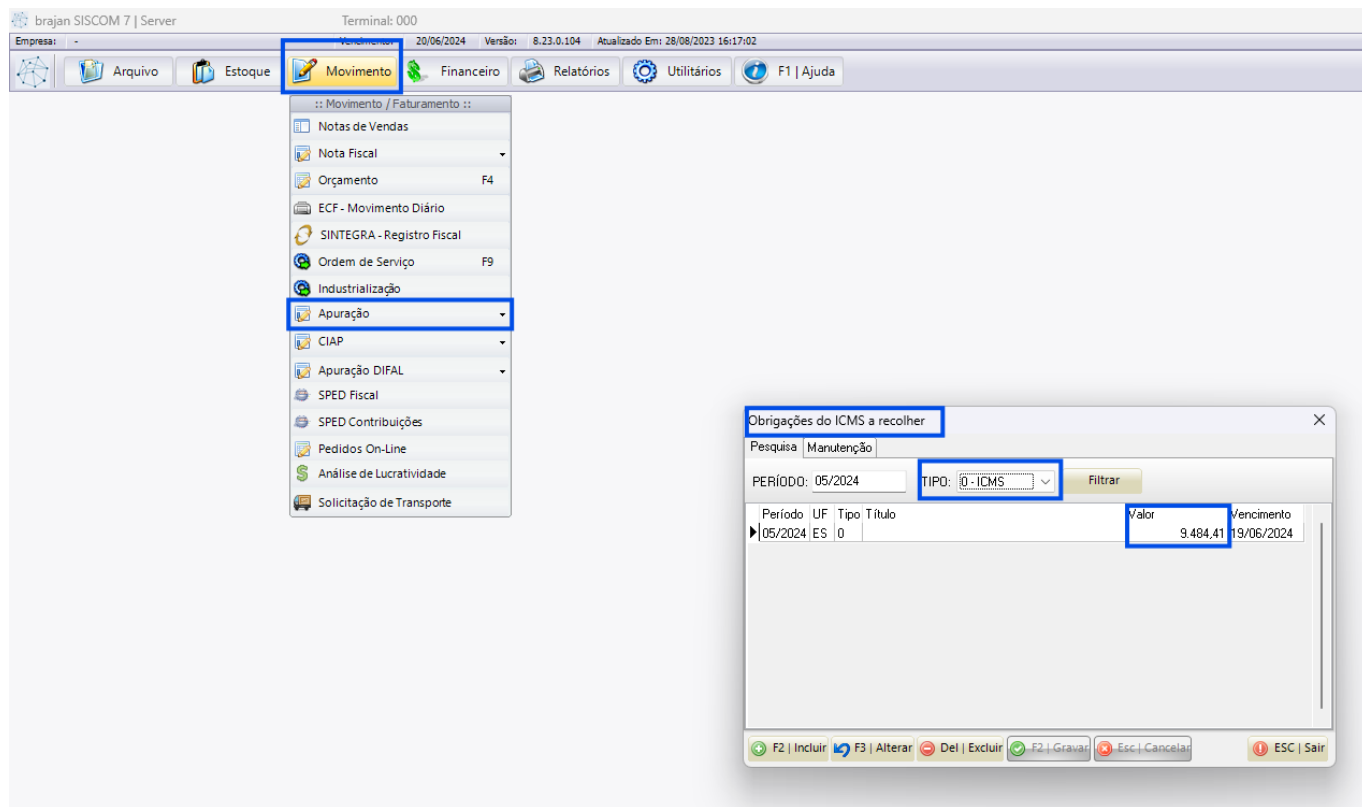 brajan SISCOM 7 | Server Terminal: 000
Empresa: - Vencimento: 20/06/2024 Versão: 8.23.0.104 Atualizado Em: 28/08/2023 16:17:02
Arquivo Estoque Movimento Financeiro Relatórios Utilitários F1 | Ajuda
:: Movimento / Faturamento ::
Notas de Vendas
Nota Fiscal
Orçamento F4
ECF - Movimento Diário
SINTEGRA - Registro Fiscal
Ordem de Serviço F9
Industrialização
Apuração
CIAP
Apuração DIFAL
SPED Fiscal
SPED Contribuições
Pedidos On-Line
Análise de Lucratividade
Solicitação de Transporte
Obrigações do ICMS a recolher
Pesquisa Manutenção
PERÍODO: 05/2024 TIPO: 0 - ICMS Filtrar
Período UF Tipo Título Valor Vencimento
05/2024 ES 0 9.484,41 19/06/2024
F2 | Incluir F3 | Alterar Del | Excluir F2 | Gravar Esc | Cancelar ESC | Sair